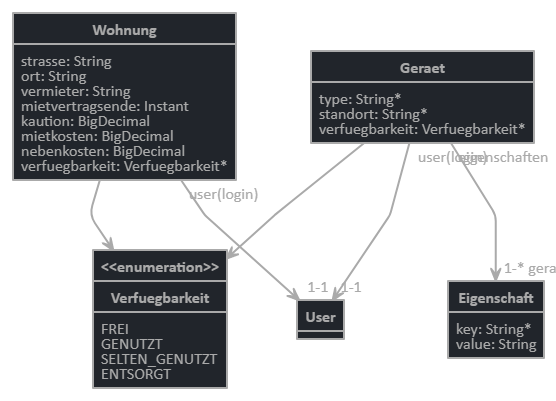 Wohnung
strasse: String
ort: String
vermieter: String
mietvertragsende: Instant
kaution: BigDecimal
mietkosten: BigDecimal
nebenkosten: BigDecimal
verfuegbarkeit: Verfuegbarkeit*
Geraet
type: String*
standort: String*
verfuegbarkeit: Verfuegbarkeit*
user(login)
user(login)
eigenschaften
<<enumeration>>
Verfuegbarkeit
FREI
GENUTZT
SELTEN_GENUTZT
ENTSORGT
1-1
1-1
User
1-* gera
Eigenschaft
key: String*
value: String